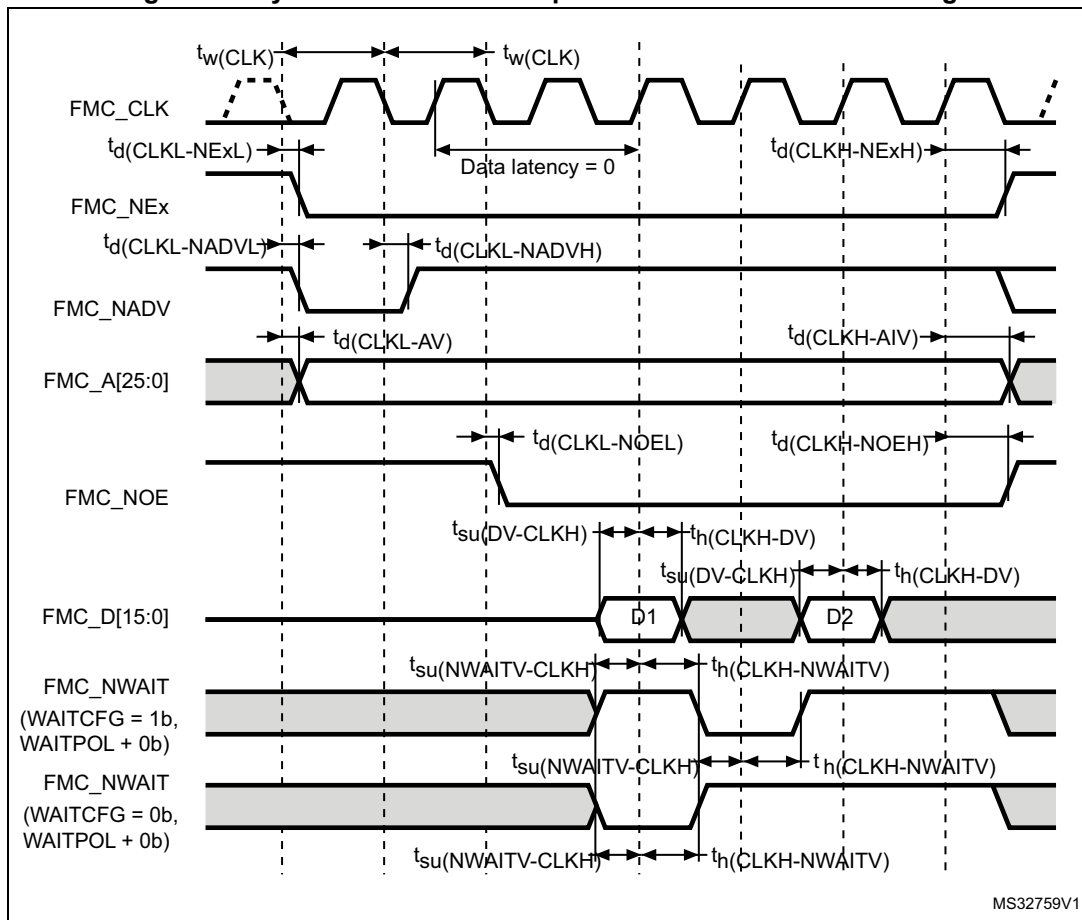 tw(CLK) tw(CLK)
FMC_CLK
td(CLKL-NExL) Data latency = 0 td(CLKH-NExH)
FMC_NEx
td(CLKL-NADVL) td(CLKL-NADVH)
FMC_NADV
td(CLKL-AV) td(CLKH-AIV)
FMC_A[25:0]
td(CLKL-NOEL) td(CLKH-NOEH)
FMC_NOE
tsu(DV-CLKH) th(CLKH-DV)
tsu(DV-CLKH) th(CLKH-DV)
FMC_D[15:0] D1 D2
tsu(NWAITV-CLKH) th(CLKH-NWAITV)
FMC_NWAIT
(WAITCFG = 1b,
WAITPOL + 0b)
tsu(NWAITV-CLKH) th(CLKH-NWAITV)
FMC_NWAIT
(WAITCFG = 0b,
WAITPOL + 0b)
tsu(NWAITV-CLKH) th(CLKH-NWAITV)
MS32759V1